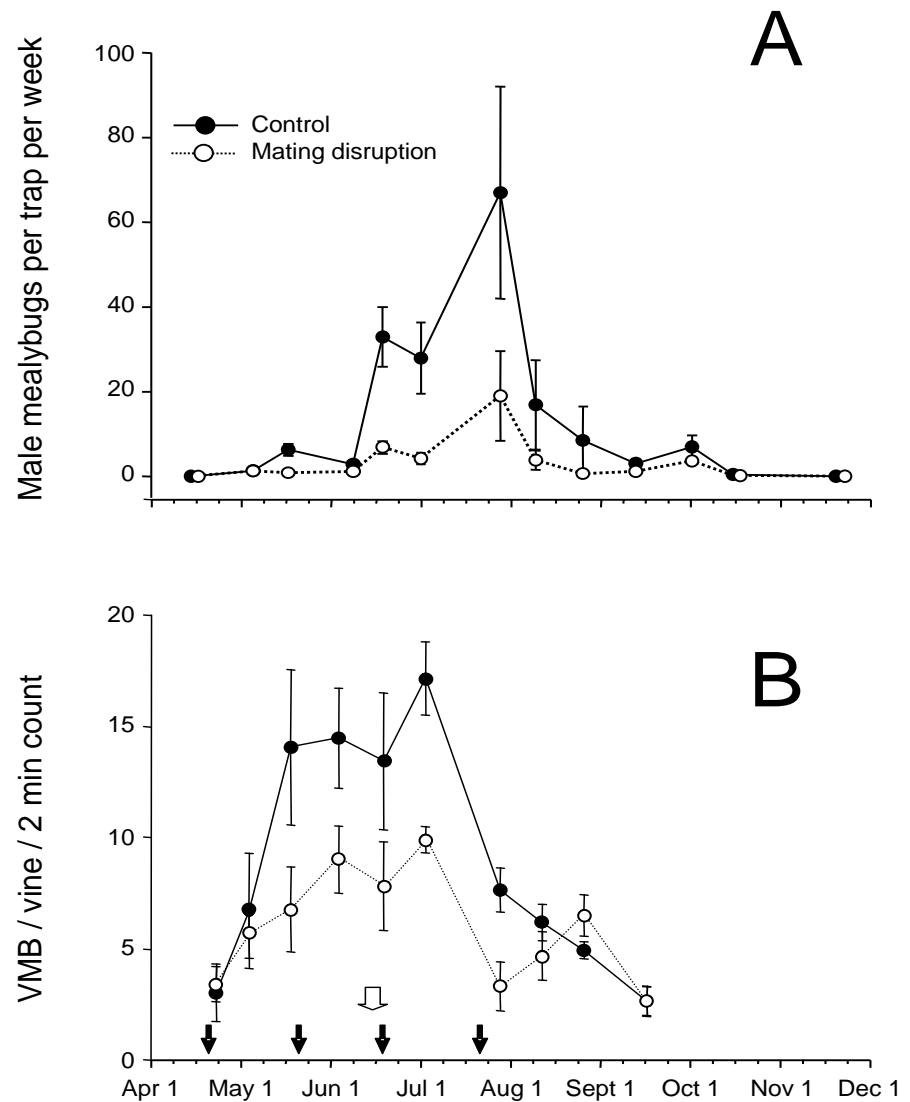 A
Male mealybugs per trap per week
100
80
60
40
20
0
Control
Mating disruption
B
VMB / vine / 2 min count
20
15
10
5
0
Apr 1 May 1 Jun 1 Jul 1 Aug 1 Sept 1 Oct 1 Nov 1 Dec 1